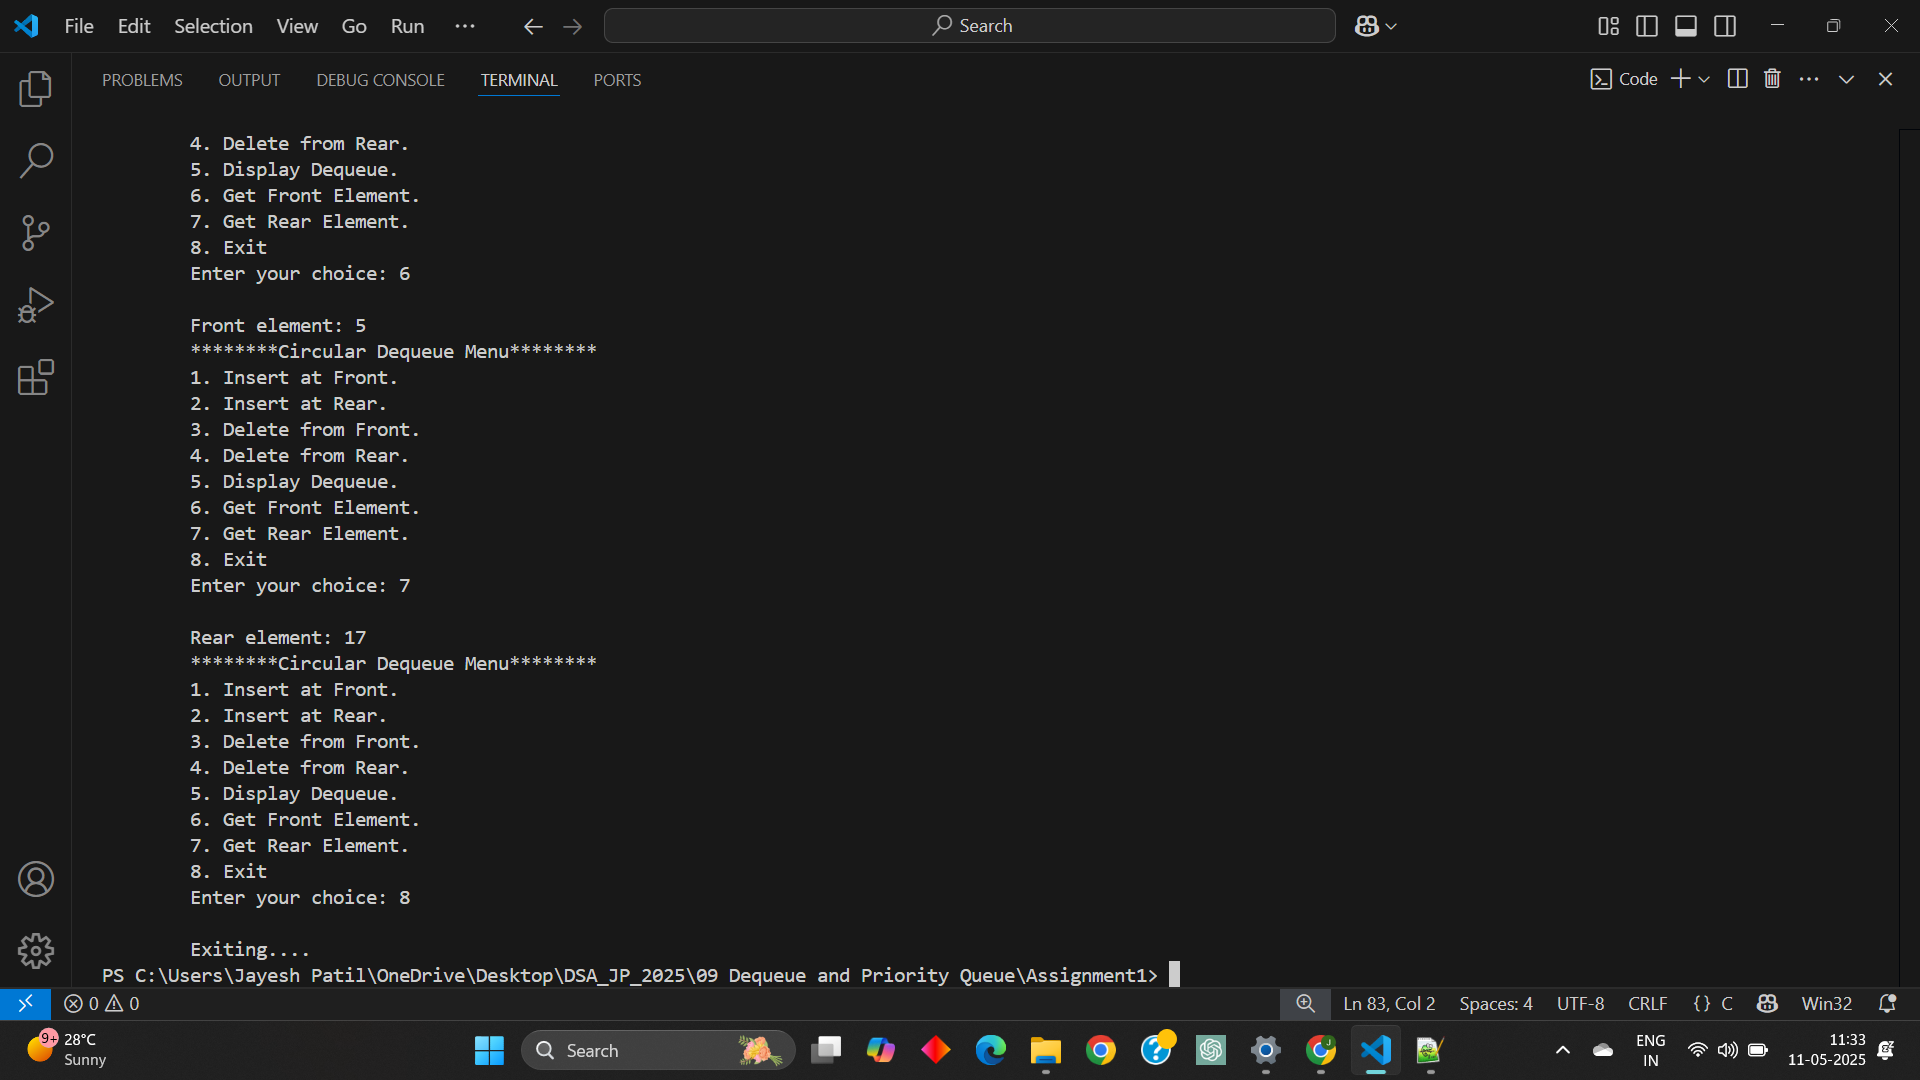 File Edit Selection View Go Run ··· Search
PROBLEMS OUTPUT DEBUG CONSOLE TERMINAL PORTS Code
4. Delete from Rear.
5. Display Dequeue.
6. Get Front Element.
7. Get Rear Element.
8. Exit
Enter your choice: 6
Front element: 5
********Circular Dequeue Menu********
1. Insert at Front.
2. Insert at Rear.
3. Delete from Front.
4. Delete from Rear.
5. Display Dequeue.
6. Get Front Element.
7. Get Rear Element.
8. Exit
Enter your choice: 7
Rear element: 17
********Circular Dequeue Menu********
1. Insert at Front.
2. Insert at Rear.
3. Delete from Front.
4. Delete from Rear.
5. Display Dequeue.
6. Get Front Element.
7. Get Rear Element.
8. Exit
Enter your choice: 8
Exiting....
PS C:\Users\Jayesh Patil\OneDrive\Desktop\DSA_JP_2025\09 Dequeue and Priority Queue\Assignment1>
0 0 Ln 83, Col 2 Spaces: 4 UTF-8 CRLF {} C Win32
9+ 28°C Search ENG 11:33
Sunny IN 11-05-2025